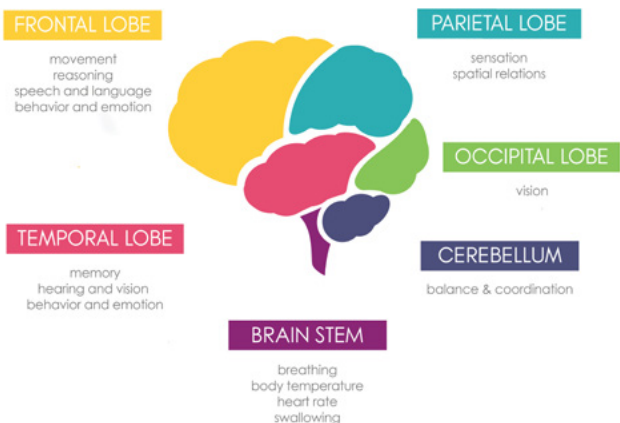 FRONTAL LOBE
movement
reasoning
speech and language
behavior and emotion
PARIETAL LOBE
sensation
spatial relations
OCCIPITAL LOBE
vision
TEMPORAL LOBE
memory
hearing and vision
behavior and emotion
CEREBELLUM
balance & coordination
BRAIN STEM
breathing
body temperature
heart rate
swallowing